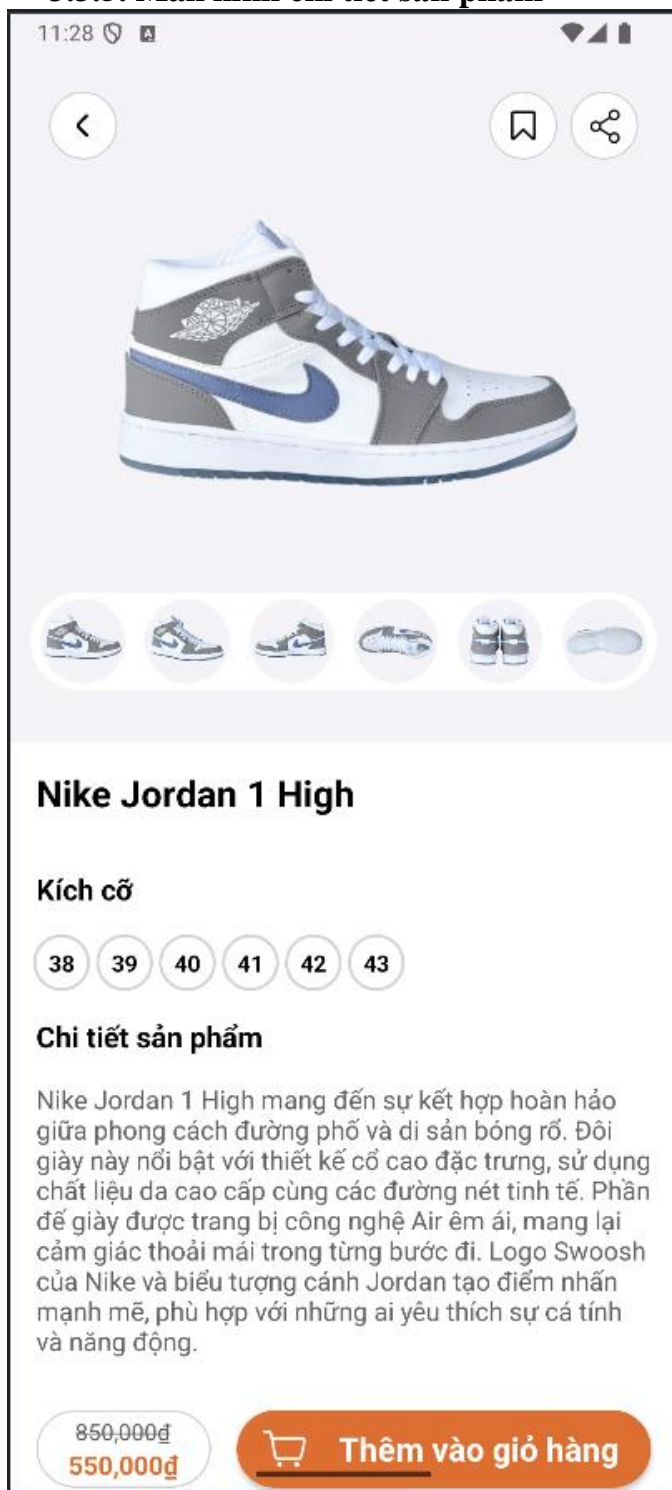 11:28
Nike Jordan 1 High
Kích cỡ
38 39 40 41 42 43
Chi tiết sản phẩm
Nike Jordan 1 High mang đến sự kết hợp hoàn hảo
giữa phong cách đường phố và di sản bóng rổ. Đôi
giày này nổi bật với thiết kế cổ cao đặc trưng, sử dụng
chất liệu da cao cấp cùng các đường nét tinh tế. Phần
đế giày được trang bị công nghệ Air êm ái, mang lại
cảm giác thoải mái trong từng bước đi. Logo Swoosh
của Nike và biểu tượng cánh Jordan tạo điểm nhấn
mạnh mẽ, phù hợp với những ai yêu thích sự cá tính
và năng động.
850,000₫
550,000₫
Thêm vào giỏ hàng